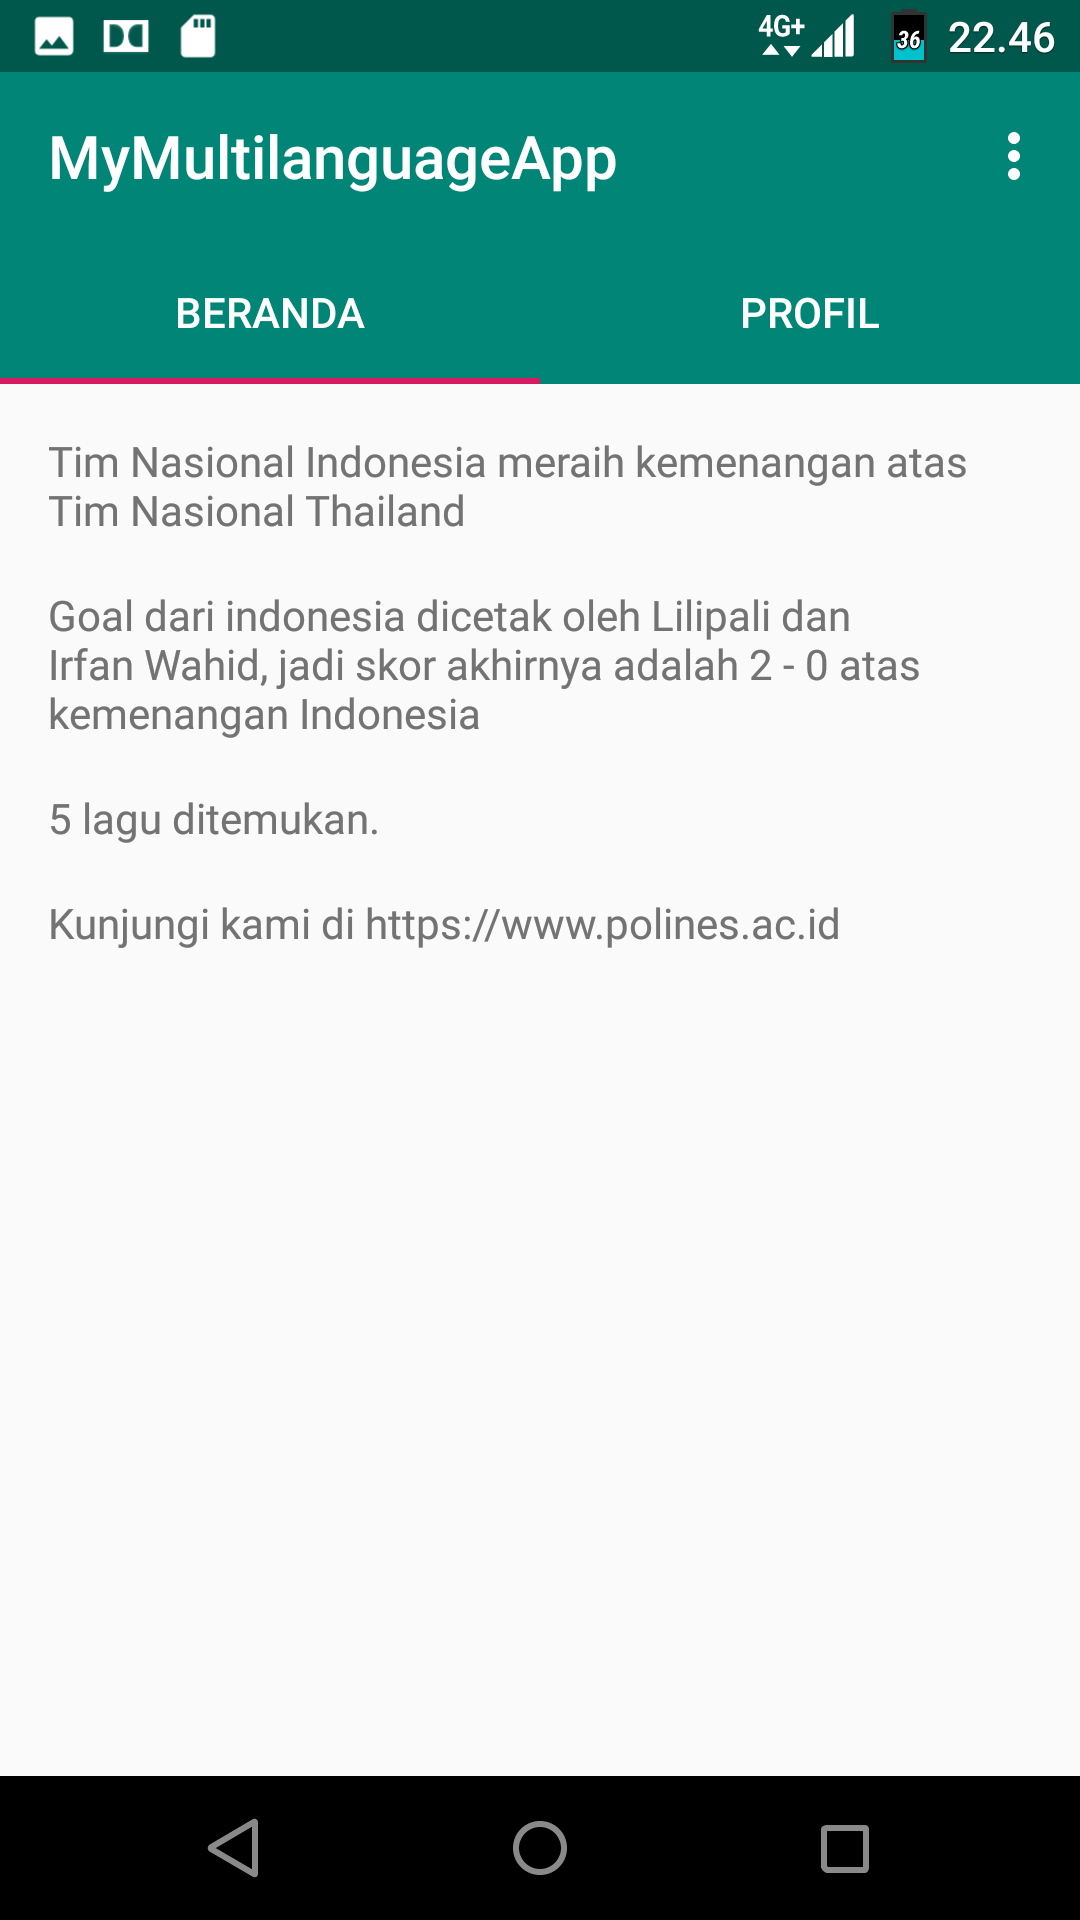 4G+ 36 22.46
MyMultilanguageApp
BERANDA PROFIL
Tim Nasional Indonesia meraih kemenangan atas
Tim Nasional Thailand
Goal dari indonesia dicetak oleh Lilipali dan
Irfan Wahid, jadi skor akhirnya adalah 2 - 0 atas
kemenangan Indonesia
5 lagu ditemukan.
Kunjungi kami di https://www.polines.ac.id